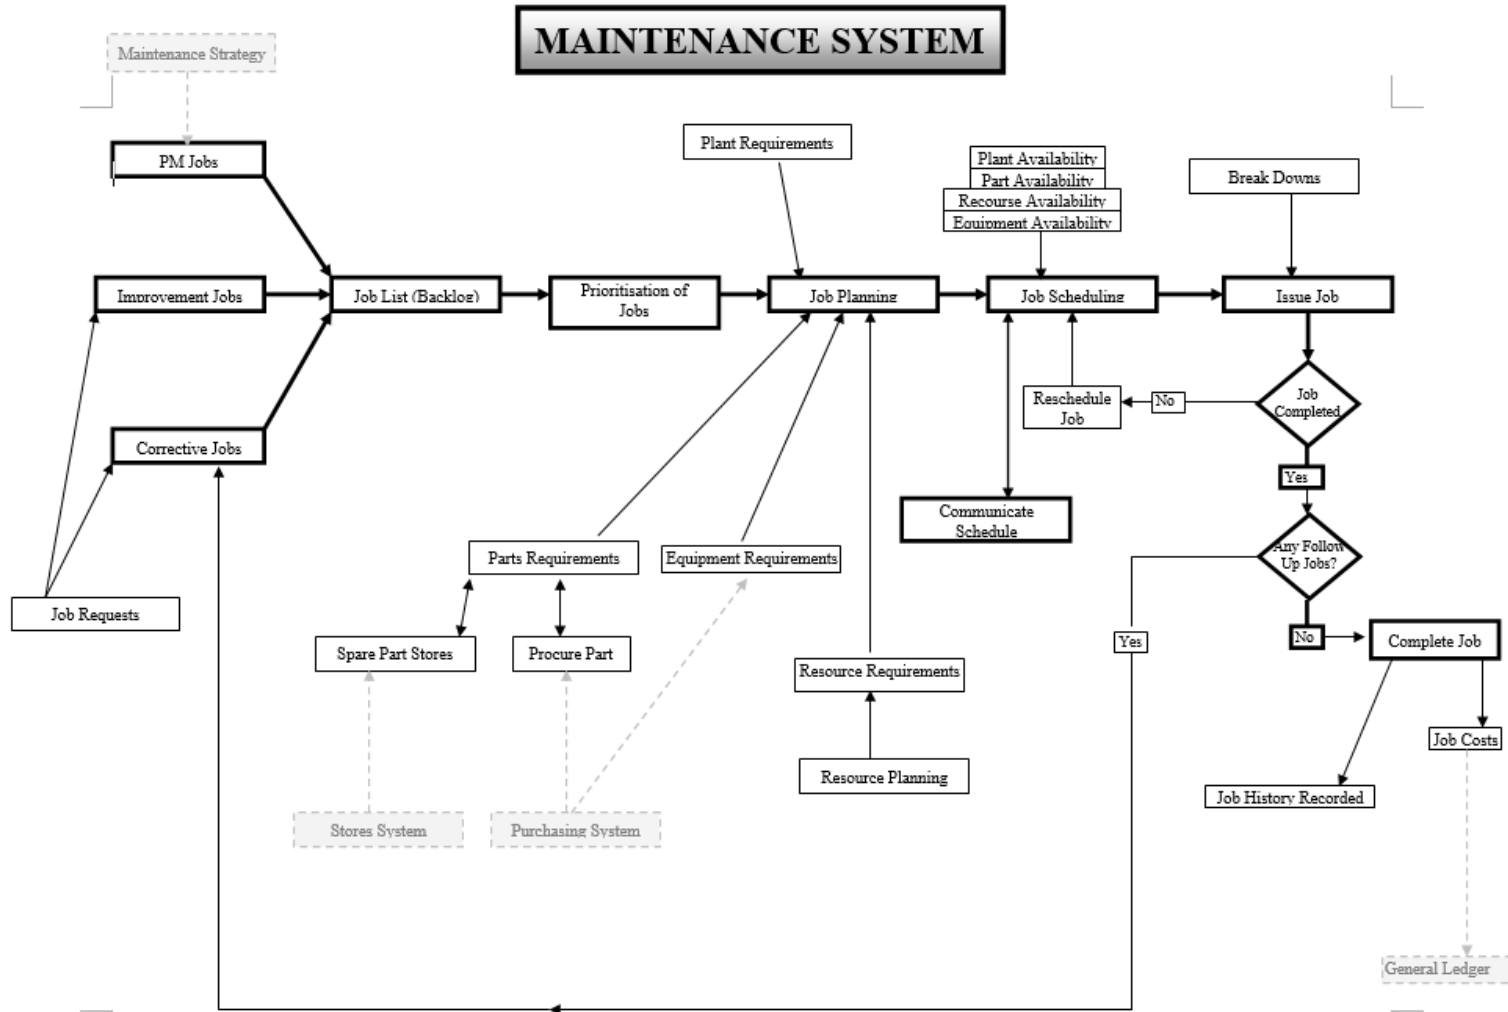 MAINTENANCE SYSTEM
Maintenance Strategy
PM Jobs
Plant Requirements
Plant Availability
Part Availability
Recourse Availability
Equipment Availability
Break Downs
Improvement Jobs
Job List (Backlog)
Prioritisation of
Jobs
Job Planning
Job Scheduling
Issue Job
Reschedule
Job
No
Job
Completed
Corrective Jobs
Yes
Communicate
Schedule
Any Follow
Up Jobs?
Parts Requirements
Equipment Requirements
Job Requests
Spare Part Stores
Procure Part
Yes
No
Complete Job
Resource Requirements
Job Costs
Resource Planning
Job History Recorded
Stores System
Purchasing System
General Ledger